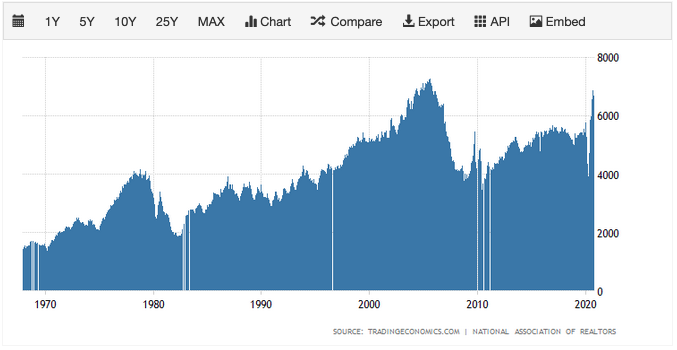 1Y 5Y 10Y 25Y MAX Chart Compare Export API Embed
8000
6000
4000
2000
0
1970 1980 1990 2000 2010 2020
SOURCE: TRADINGECONOMICS.COM | NATIONAL ASSOCIATION OF REALTORS